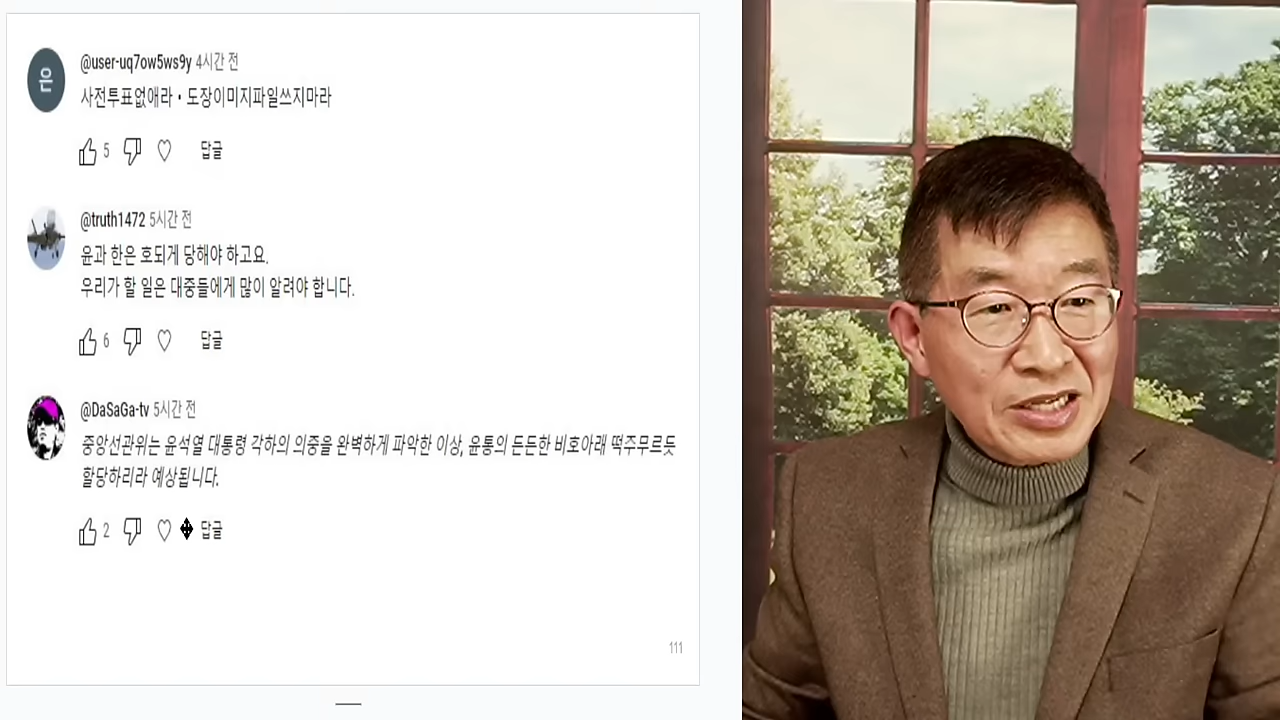 은
@user-uq7ow5ws9y 4시간 전
사전투표없애라 • 도장이미지파일쓰지마라
5 답글
@truth1472 5시간 전
윤과 한은 호되게 당해야 하고요.
우리가 할 일은 대중들에게 많이 알려야 합니다.
6 답글
@DaSaGa-tv 5시간 전
중앙선관위는 윤석열 대통령 각하의 의중을 완벽하게 파악한 이상, 윤통의 든든한 비호아래 떡주무르듯
할당하리라 예상됩니다.
2 답글
111